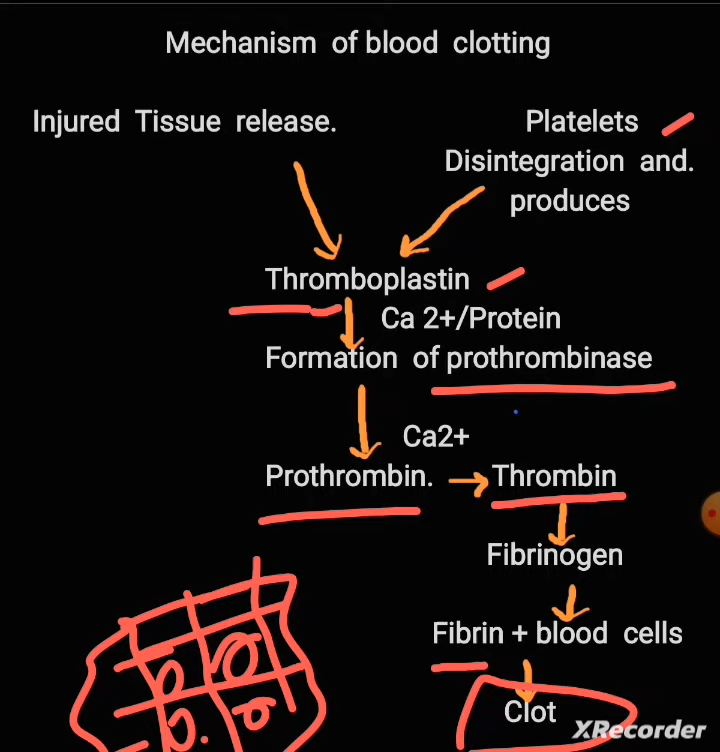 Mechanism of blood clotting
Injured Tissue release.
Platelets
Disintegration and.
produces
Thromboplastin
Ca 2+/Protein
Formation of prothrombinase
Ca2+
Prothrombin. → Thrombin
Fibrinogen
Fibrin + blood cells
Clot
XRecorder